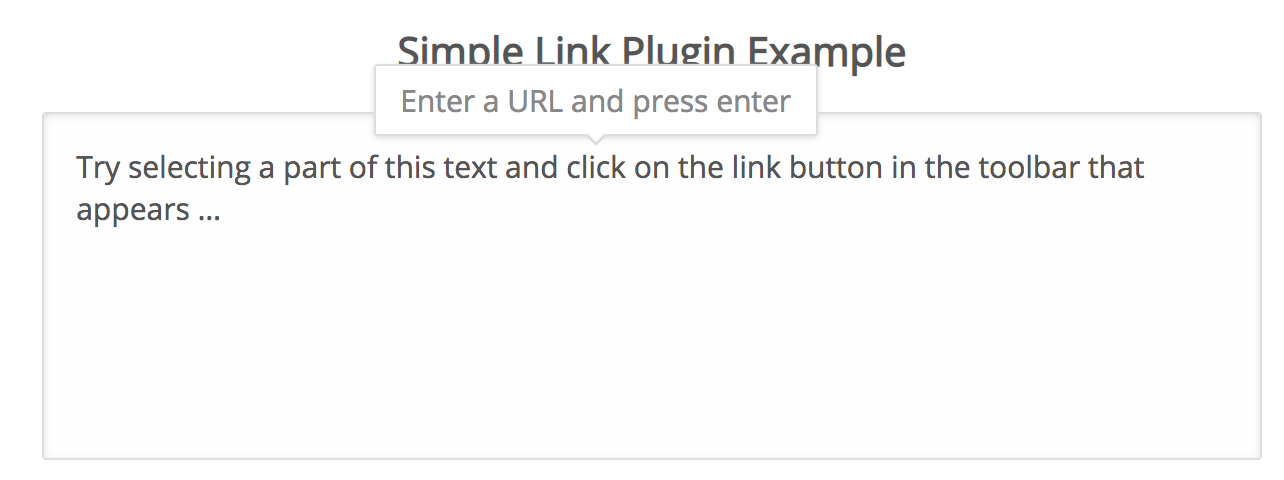 Simple Link Plugin Example
Enter a URL and press enter
Try selecting a part of this text and click on the link button in the toolbar that
appears ...